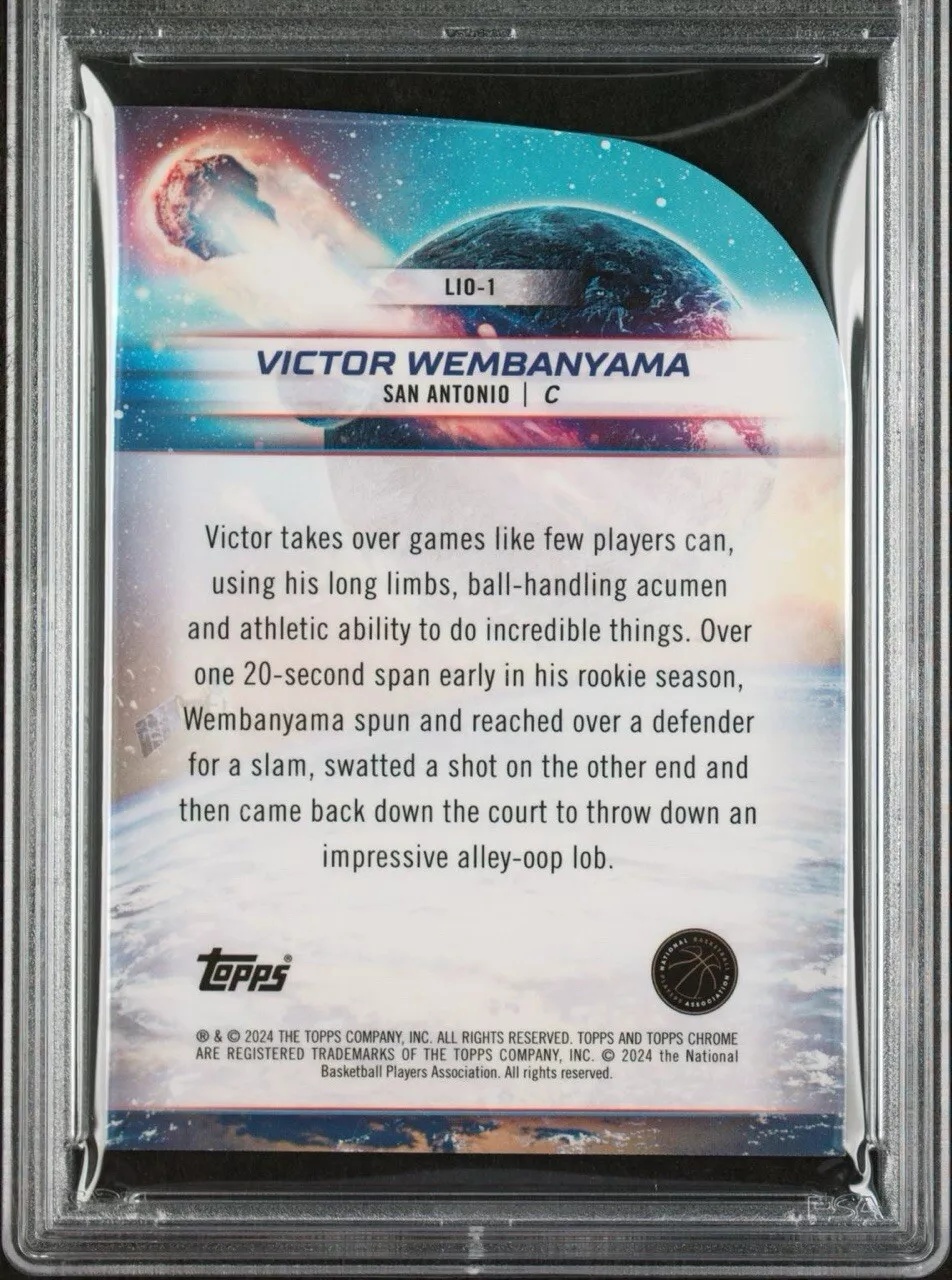 LIO-1
VICTOR WEMBANYAMA
SAN ANTONIO | C
Victor takes over games like few players can,
using his long limbs, ball-handling acumen
and athletic ability to do incredible things. Over
one 20-second span early in his rookie season,
Wembanyama spun and reached over a defender
for a slam, swatted a shot on the other end and
then came back down the court to throw down an
impressive alley-oop lob.
topps®
NATIONAL BASKETBALL PLAYERS ASSOCIATION
® & © 2024 THE TOPPS COMPANY, INC. ALL RIGHTS RESERVED. TOPPS AND TOPPS CHROME
ARE REGISTERED TRADEMARKS OF THE TOPPS COMPANY, INC. © 2024 the National
Basketball Players Association. All rights reserved.
PSA